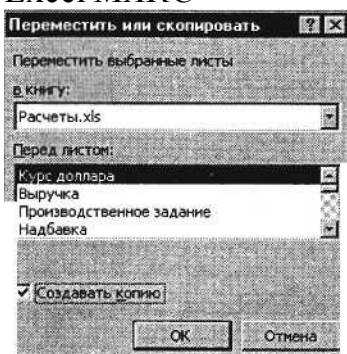 Переместить или скопировать
Переместить выбранные листы
в книгу:
Расчеты.xls
Перед листом:
Курс доллара
Выручка
Производственное задание
Надбавка
Создавать копию
OK
Отмена